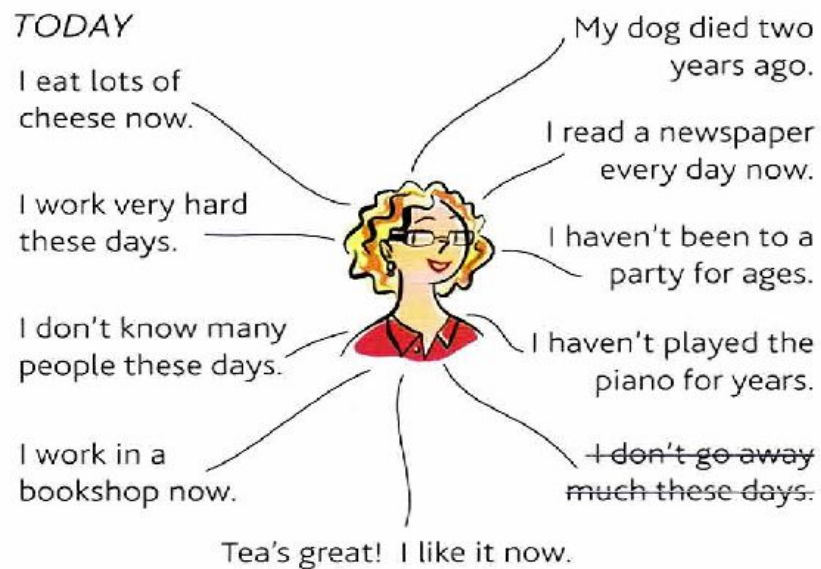 TODAY
I eat lots of
cheese now.
I work very hard
these days.
I don't know many
people these days.
I work in a
bookshop now.
My dog died two
years ago.
I read a newspaper
every day now.
I haven't been to a
party for ages.
I haven't played the
piano for years.
I don't go away
much these days.
Tea's great! I like it now.